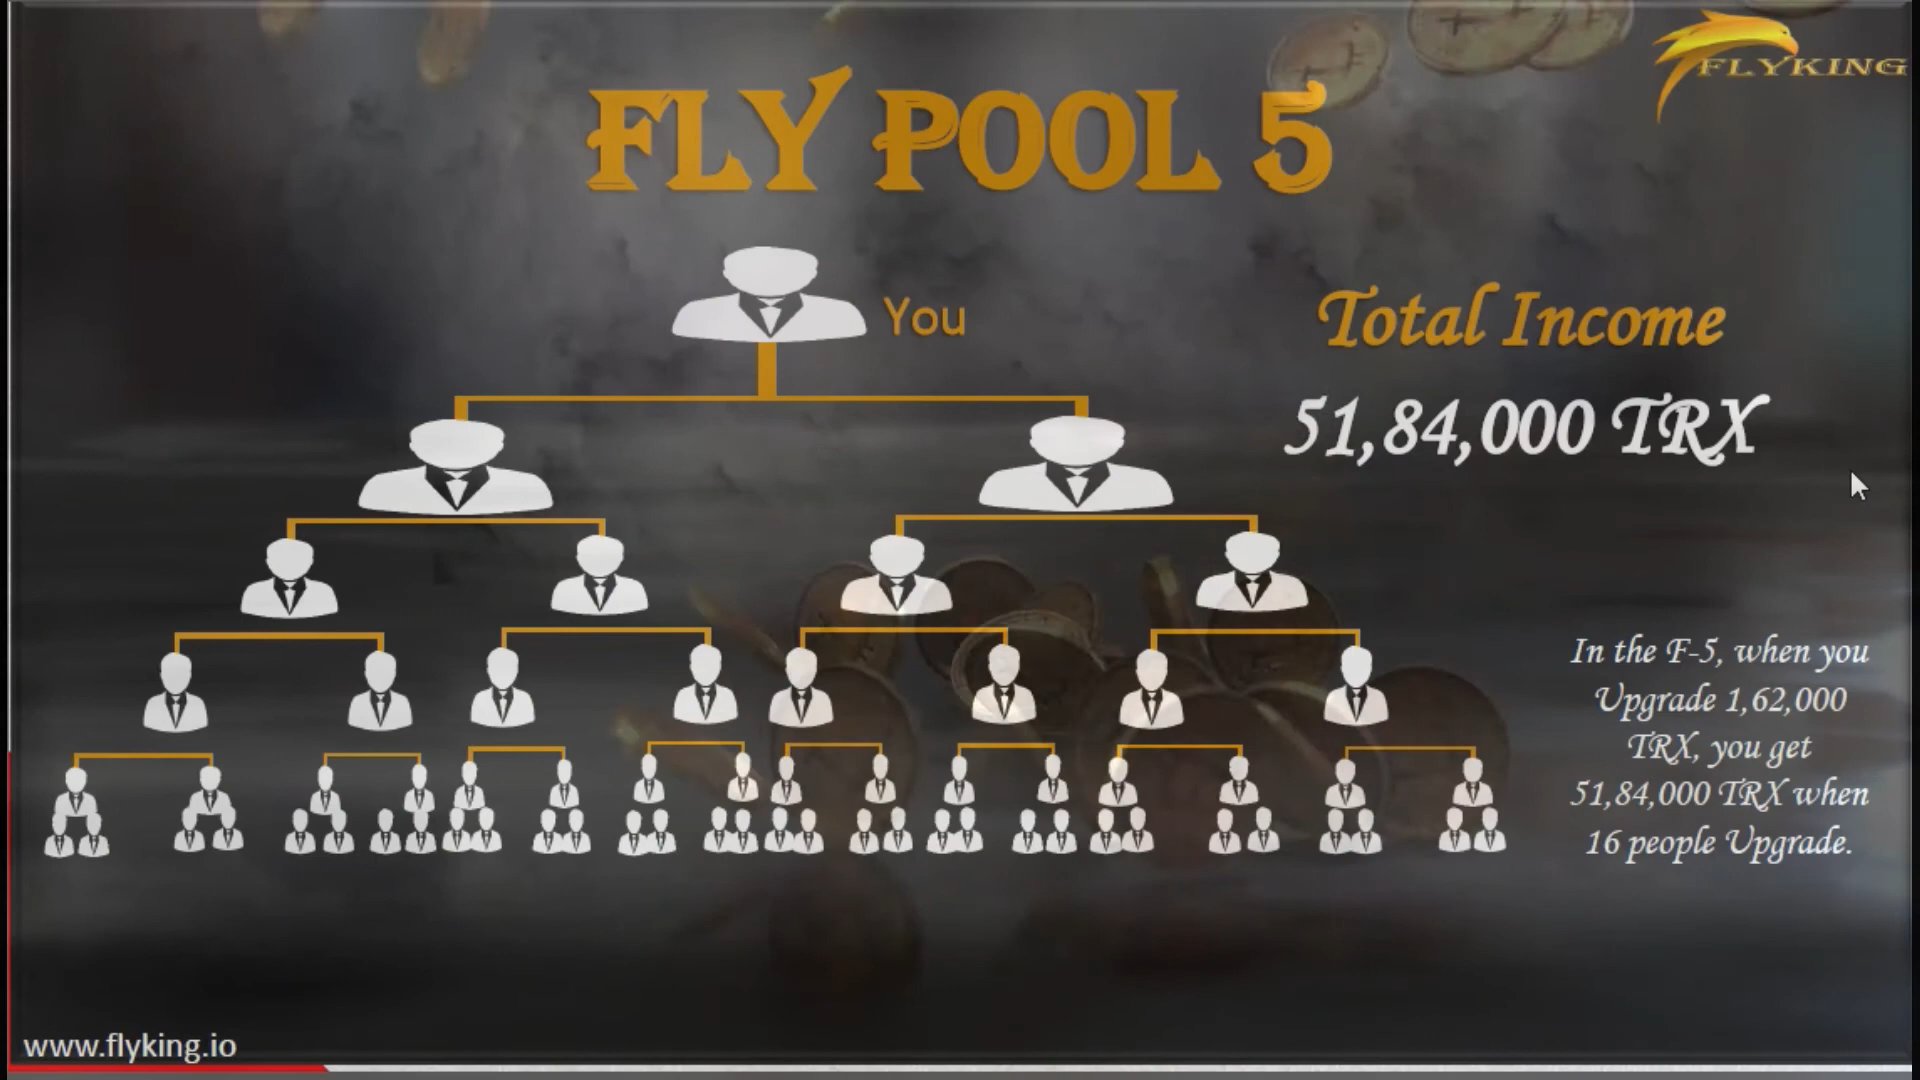 FLYKING
FLY POOL 5
You
Total Income
51,84,000 TRX
In the F-5, when you
Upgrade 1,62,000
TRX, you get
51,84,000 TRX when
16 people Upgrade.
www.flyking.io